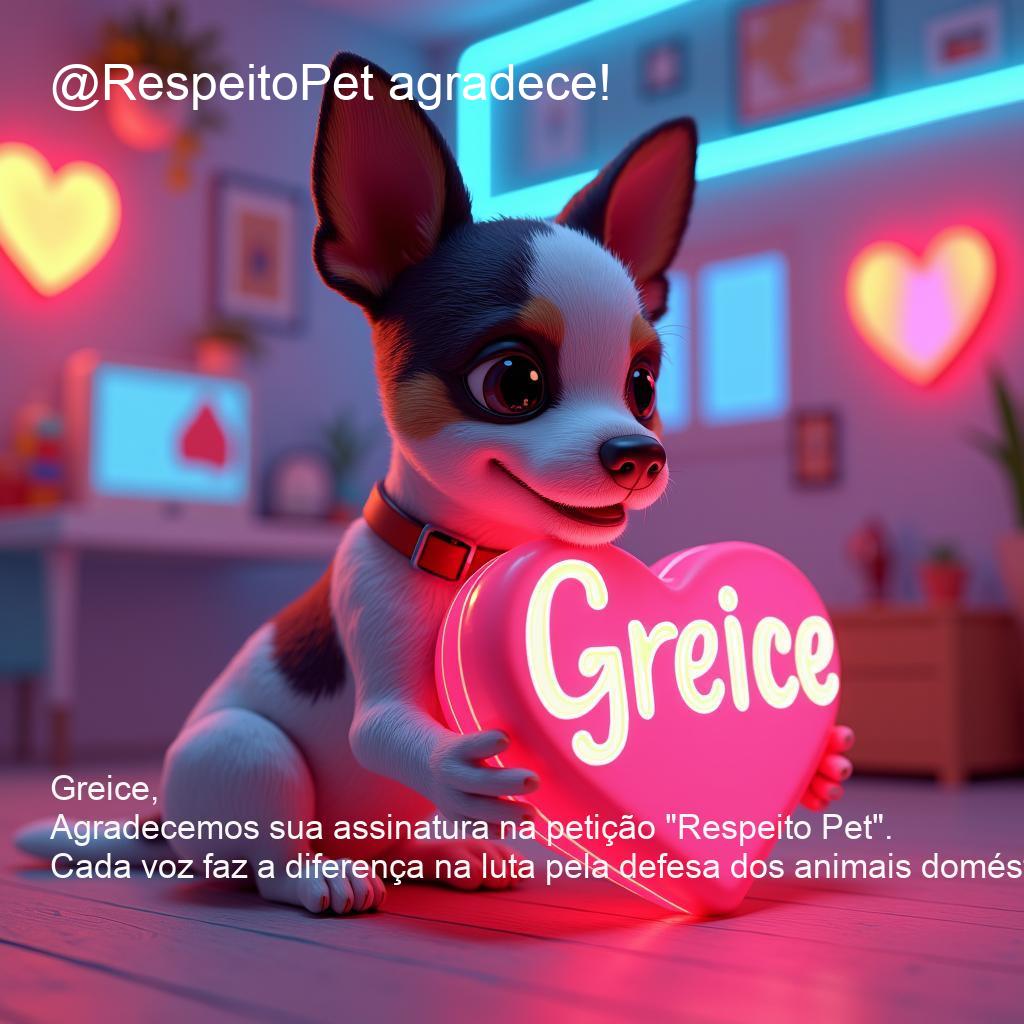 @RespeitoPet agradece!
Greice
Greice,
Agradecemos sua assinatura na petição "Respeito Pet".
Cada voz faz a diferença na luta pela defesa dos animais domés